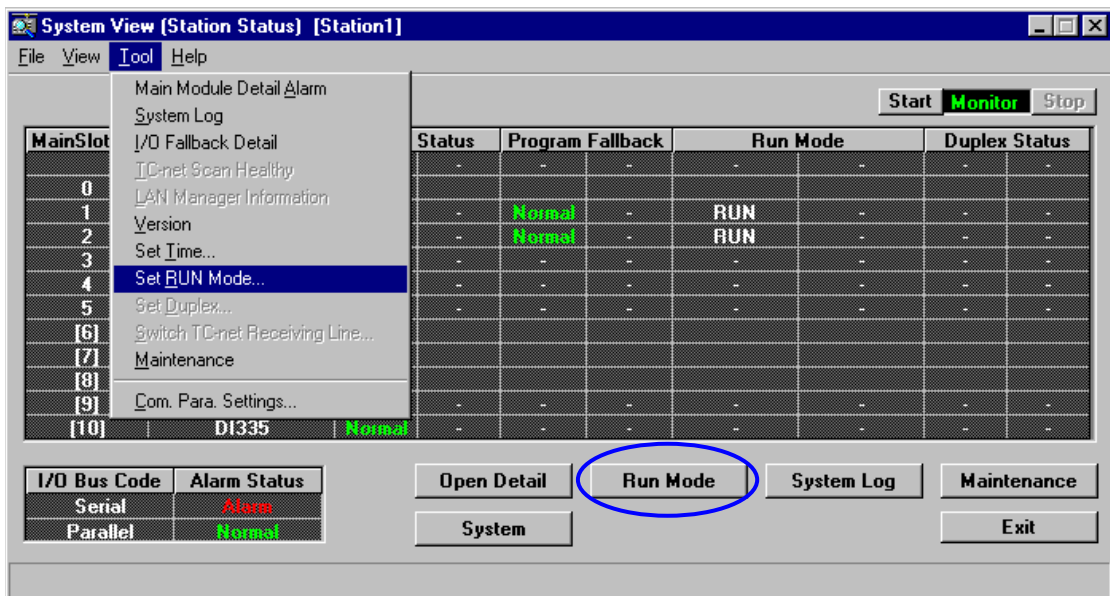 System View (Station Status) [Station1]
File View Tool Help
Main Module Detail Alarm
System Log
I/O Fallback Detail
TC-net Scan Healthy
LAN Manager Information
Version
Set Time...
Set RUN Mode...
Set Duplex...
Switch TC-net Receiving Line...
Maintenance
Com. Para. Settings...
Start Monitor Stop
MainSlot Status Program Fallback Run Mode Duplex Status
- - - - - - -
0
1 - Normal - RUN - - -
2 - Normal - RUN - - -
3 - - - - - - -
4 - - - - - - -
5 - - - - - - -
[6]
[7]
[8]
[9] - - - - - - -
[10] DI335 Normal - - - - - - -
I/O Bus Code Alarm Status
Serial Alarm
Parallel Normal
Open Detail Run Mode System Log Maintenance
System Exit